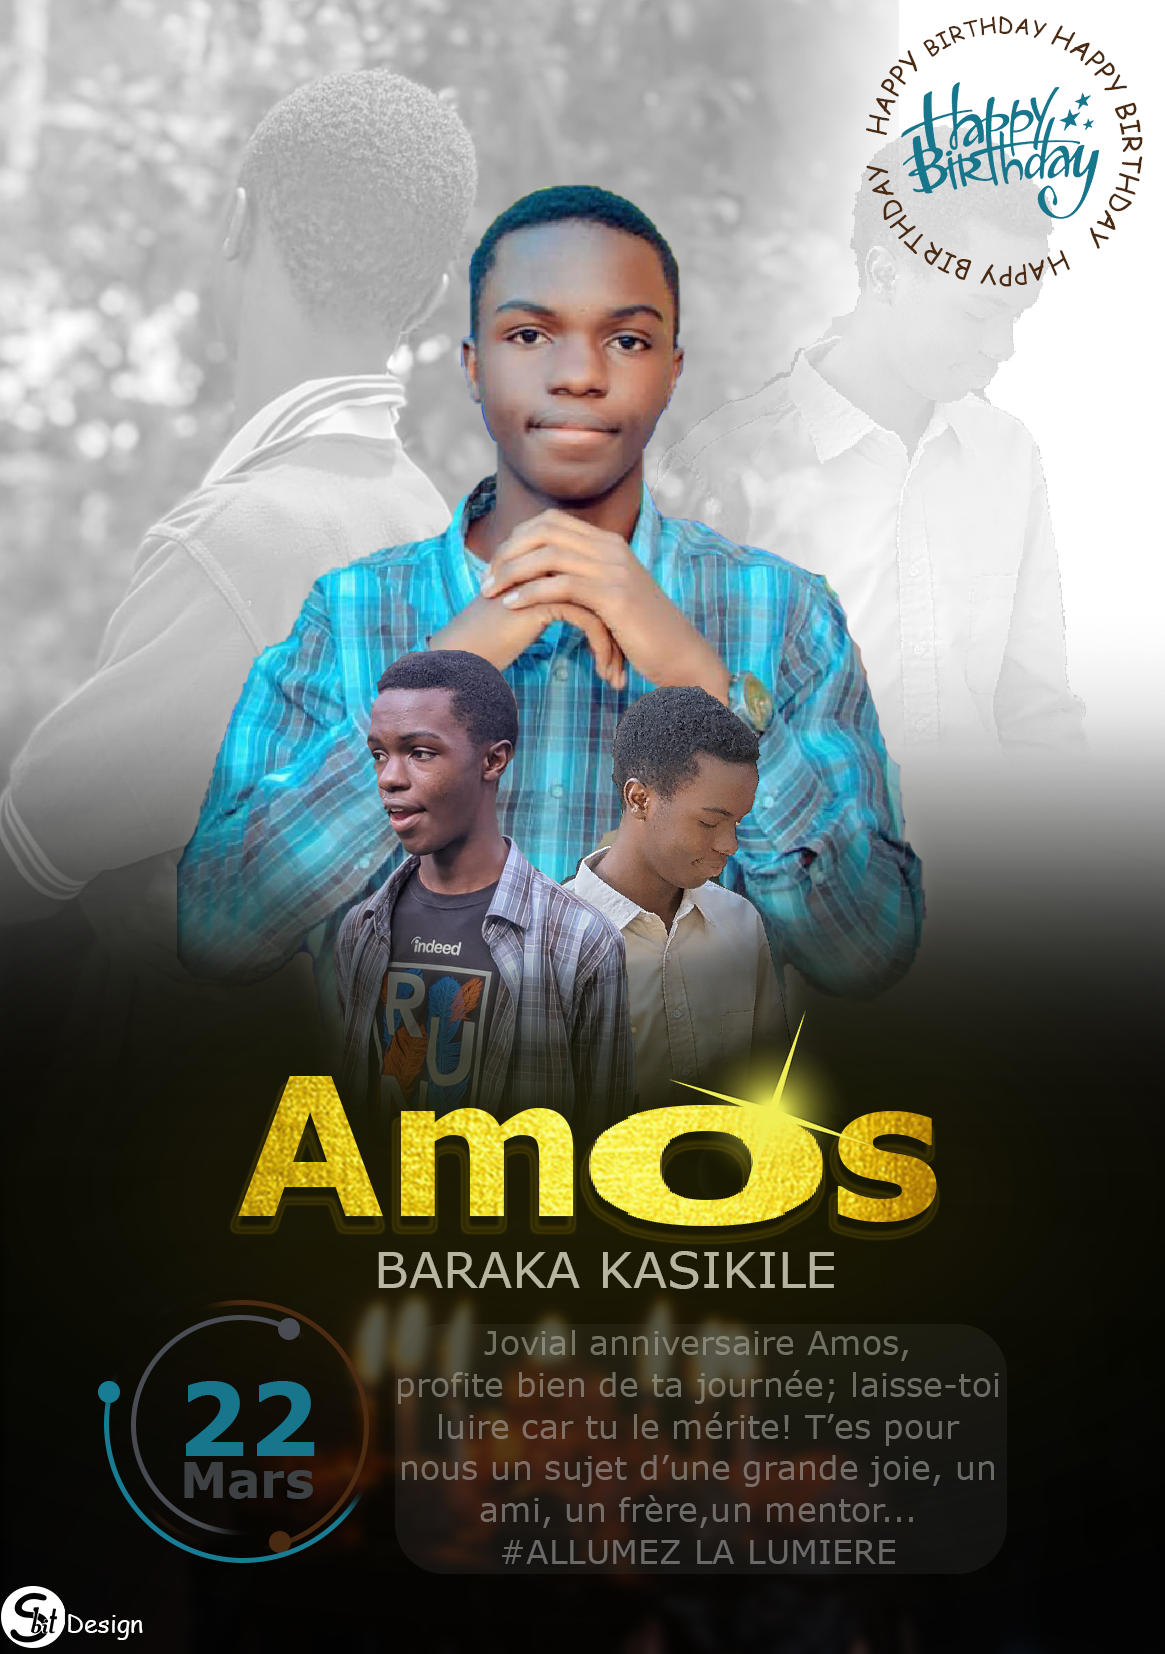 HAPPY BIRTHDAY HAPPY BIRTHDAY HAPPY BIRTHDAY
Happy
Birthday
indeed
RU
Amos
BARAKA KASIKILE
22
Mars
Jovial anniversaire Amos,
profite bien de ta journée; laisse-toi
luire car tu le mérite! T’es pour
nous un sujet d’une grande joie, un
ami, un frère,un mentor...
#ALLUMEZ LA LUMIERE
Sbit Design